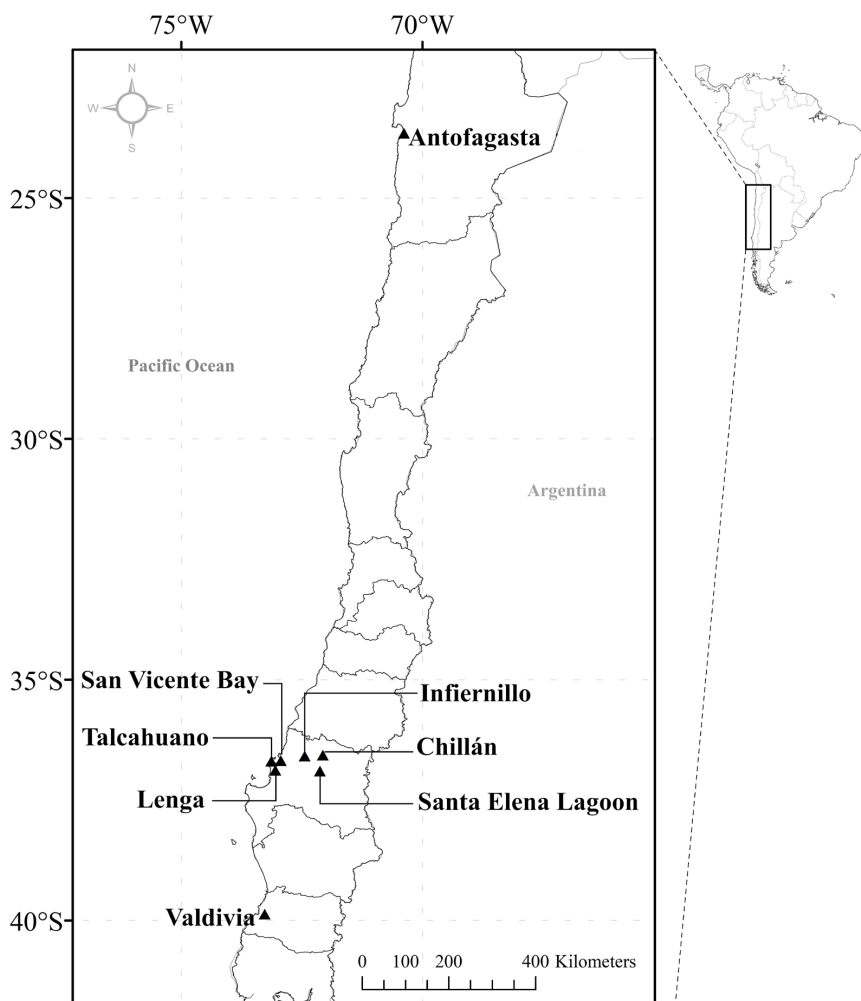 75°W 70°W
N
W E
S
Antofagasta
25°S
Pacific Ocean
30°S
Argentina
35°S
San Vicente Bay
Infiernillo
Talcahuano
Chillán
Lenga
Santa Elena Lagoon
Valdivia
40°S
0 100 200 400 Kilometers